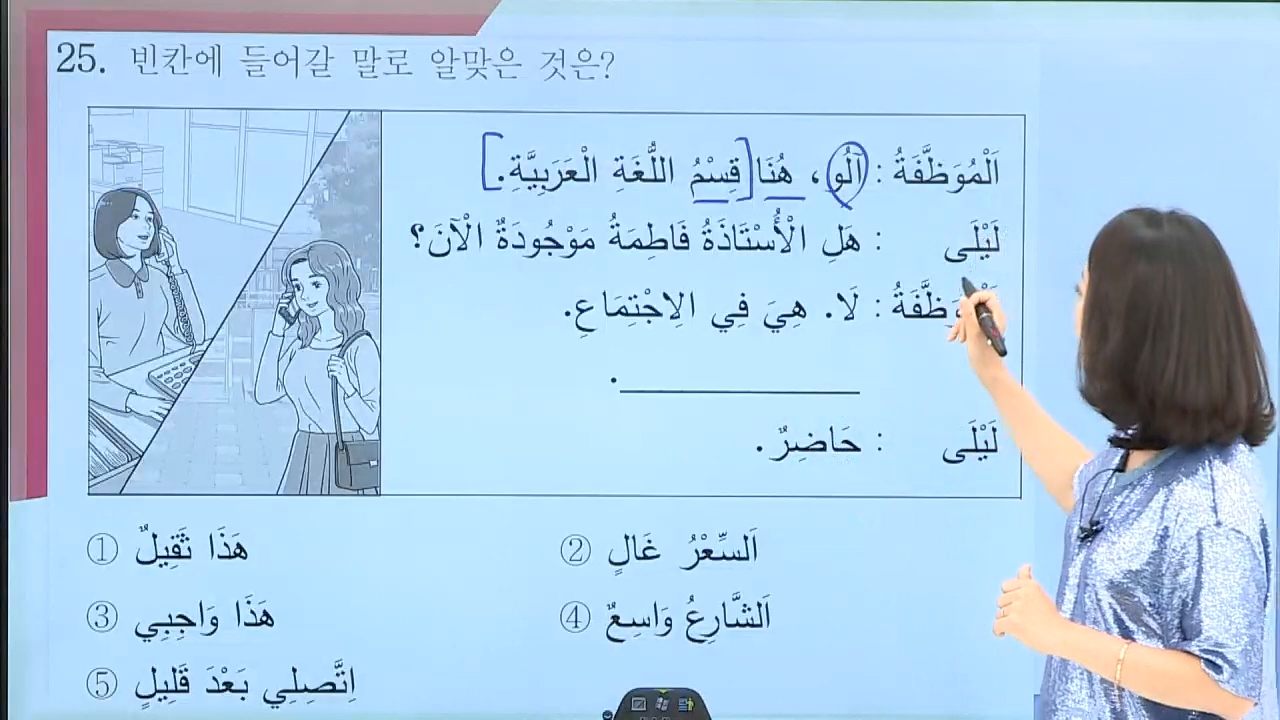 25. 빈칸에 들어갈 말로 알맞은 것은?
اَلْمُوَظَّفَةُ : آلُو، هُنَا قِسْمُ اللُّغَةِ الْعَرَبِيَّةِ.
لَيْلَى : هَلِ الْأُسْتَاذَةُ فَاطِمَةُ مَوْجُودَةٌ الْآنَ؟
: لَا. هِيَ فِي الِاجْتِمَاعِ.
.
لَيْلَى : حَاضِرٌ.
① هَذَا ثَقِيلٌ
② اَلسِّعْرُ غَالٍ
③ هَذَا وَاجِبِي
④ اَلشَّارِعُ وَاسِعٌ
⑤ اِتَّصِلِي بَعْدَ قَلِيلٍ